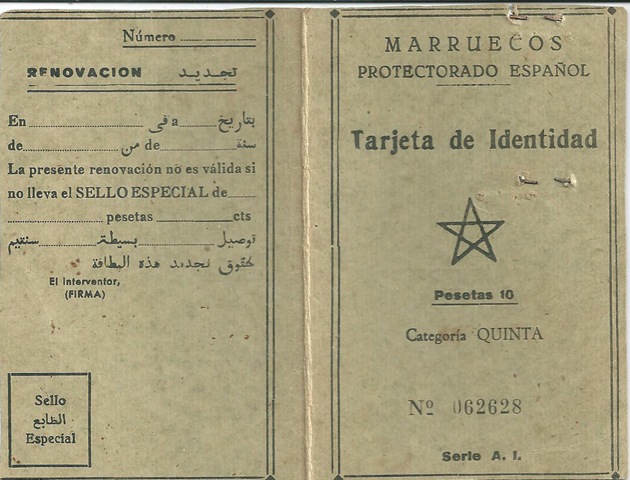 Número
RENOVACION تجديد
En a في بتاريخ
de de من سنة
La presente renovación no es válida si
no lleva el SELLO ESPECIAL de
pesetas cts
توصيل بسيطة سنتيم
لحقوق تجديد هذه البطاقة
El Interventor,
(FIRMA)
Sello
الطابع
Especial
MARRUECOS
PROTECTORADO ESPAÑOL
Tarjeta de Identidad
Pesetas 10
Categoría QUINTA
Nº 062628
Serie A. I.